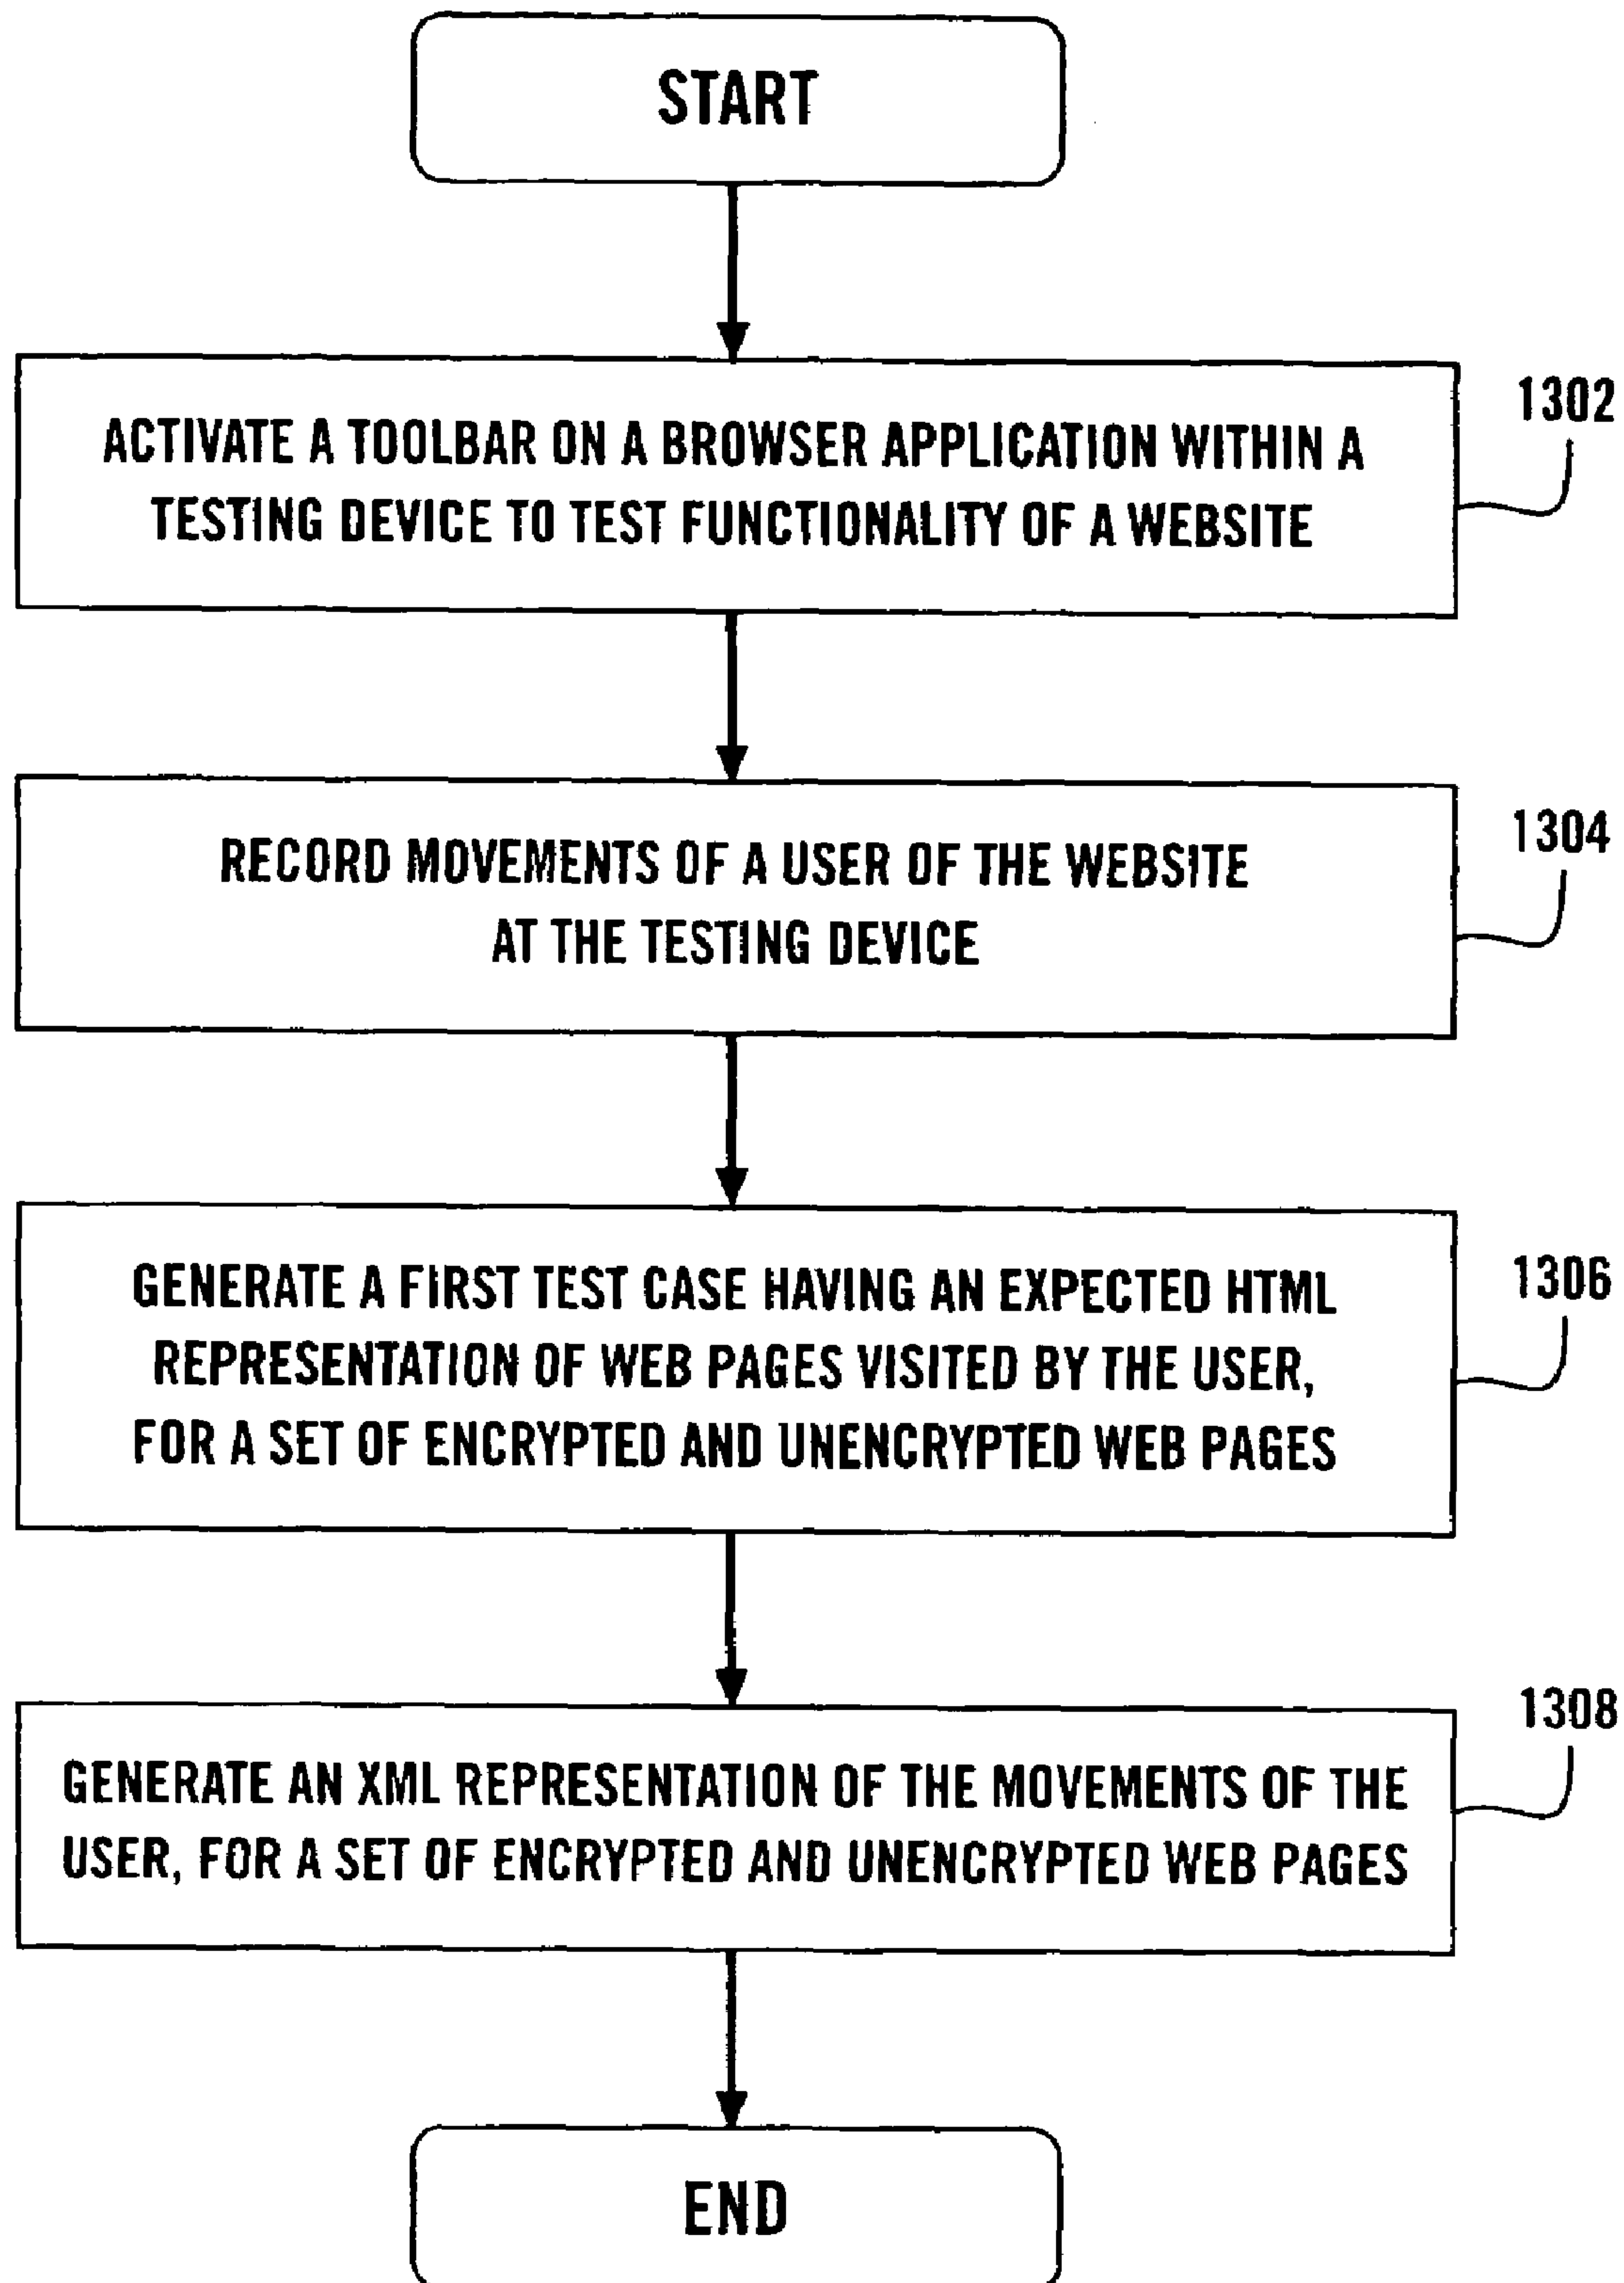 START
ACTIVATE A TOOLBAR ON A BROWSER APPLICATION WITHIN A
TESTING DEVICE TO TEST FUNCTIONALITY OF A WEBSITE
1302
RECORD MOVEMENTS OF A USER OF THE WEBSITE
AT THE TESTING DEVICE
1304
GENERATE A FIRST TEST CASE HAVING AN EXPECTED HTML
REPRESENTATION OF WEB PAGES VISITED BY THE USER,
FOR A SET OF ENCRYPTED AND UNENCRYPTED WEB PAGES
1306
GENERATE AN XML REPRESENTATION OF THE MOVEMENTS OF THE
USER, FOR A SET OF ENCRYPTED AND UNENCRYPTED WEB PAGES
1308
END